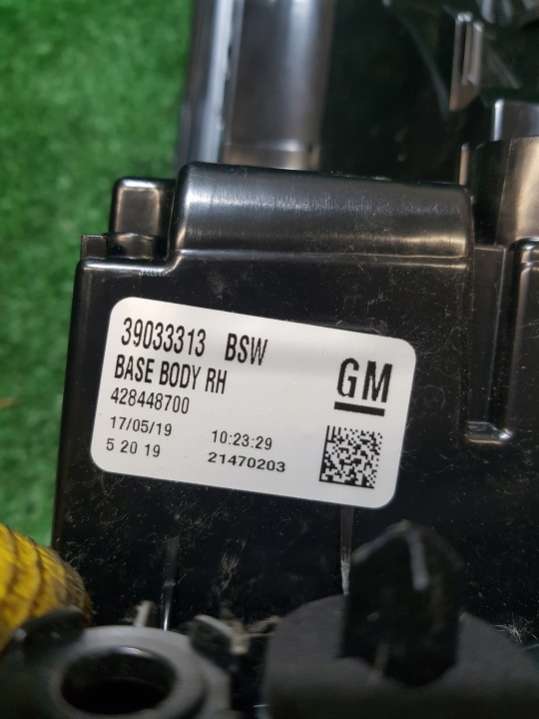 39033313 BSW
BASE BODY RH
428448700
17/05/19 10:23:29
5 20 19 21470203
GM